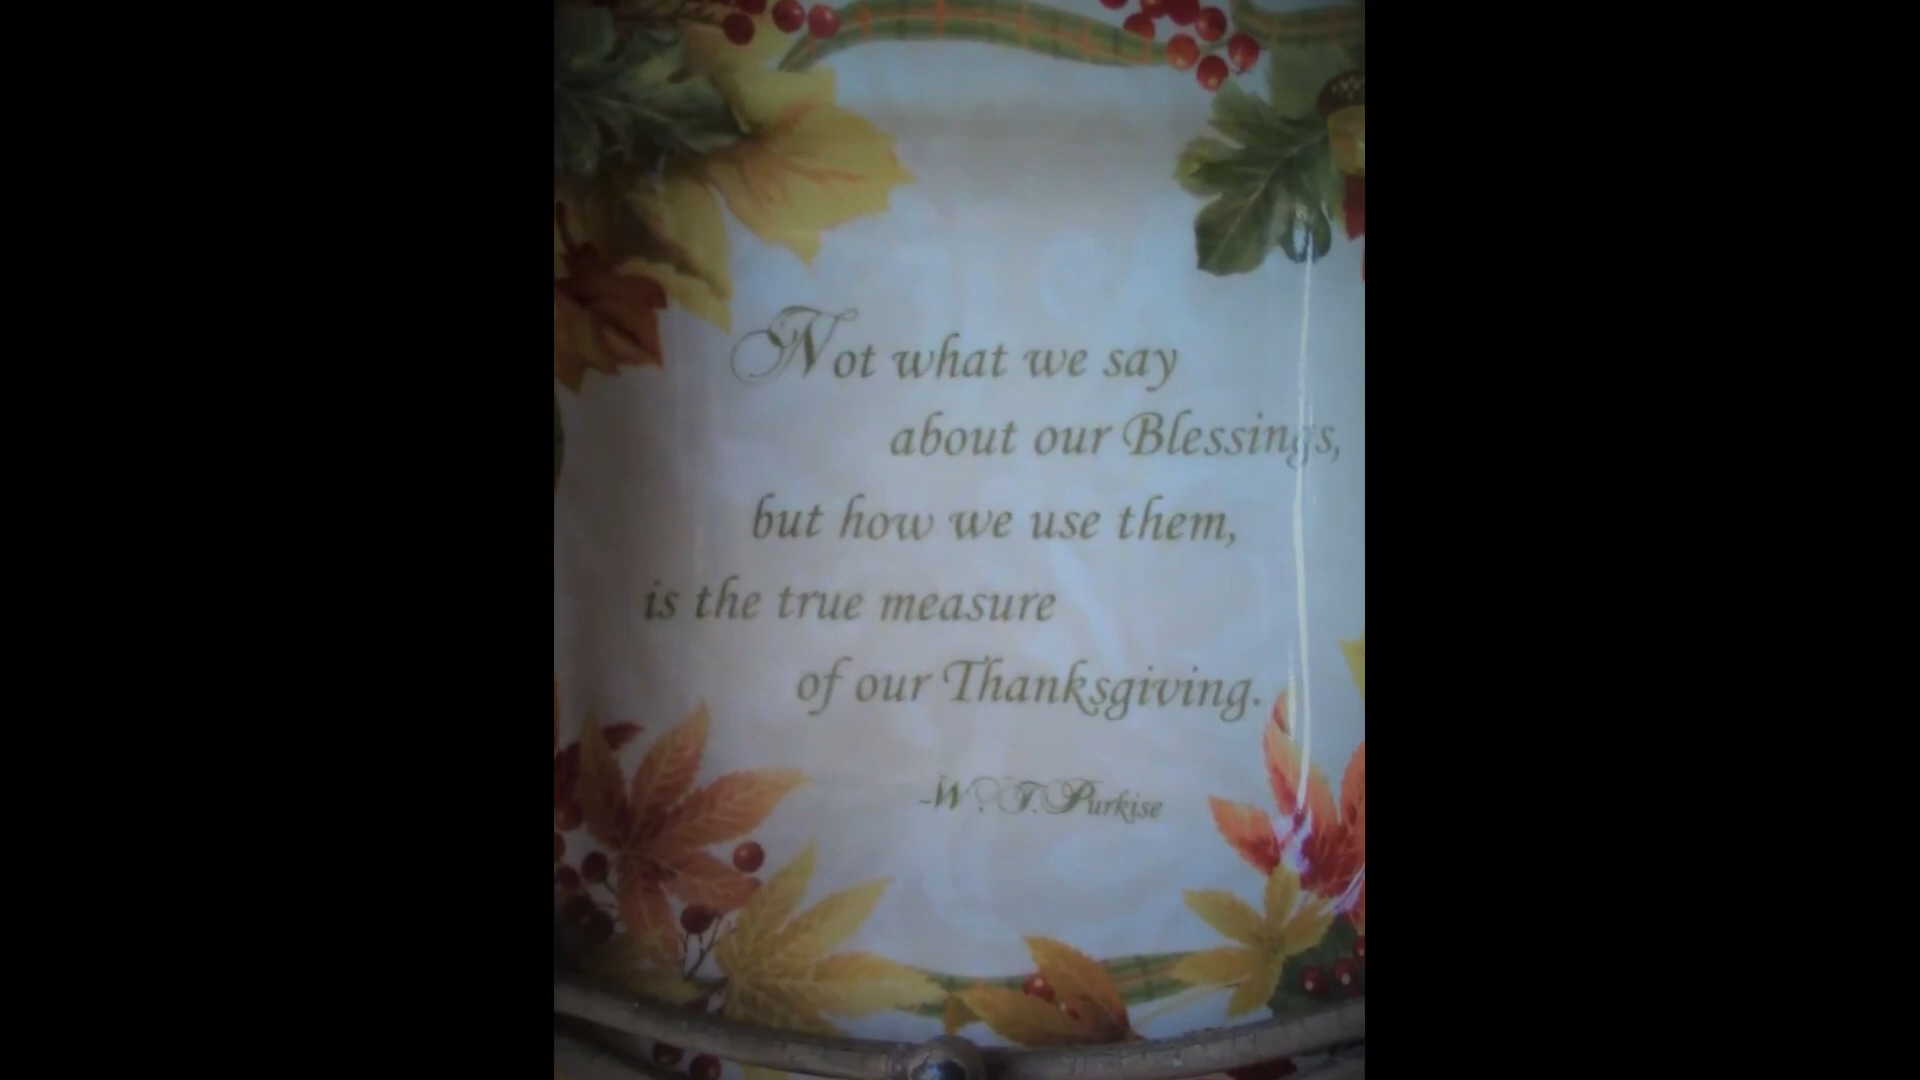 Not what we say
about our Blessings,
but how we use them,
is the true measure
of our Thanksgiving.
-W. T. Purkise